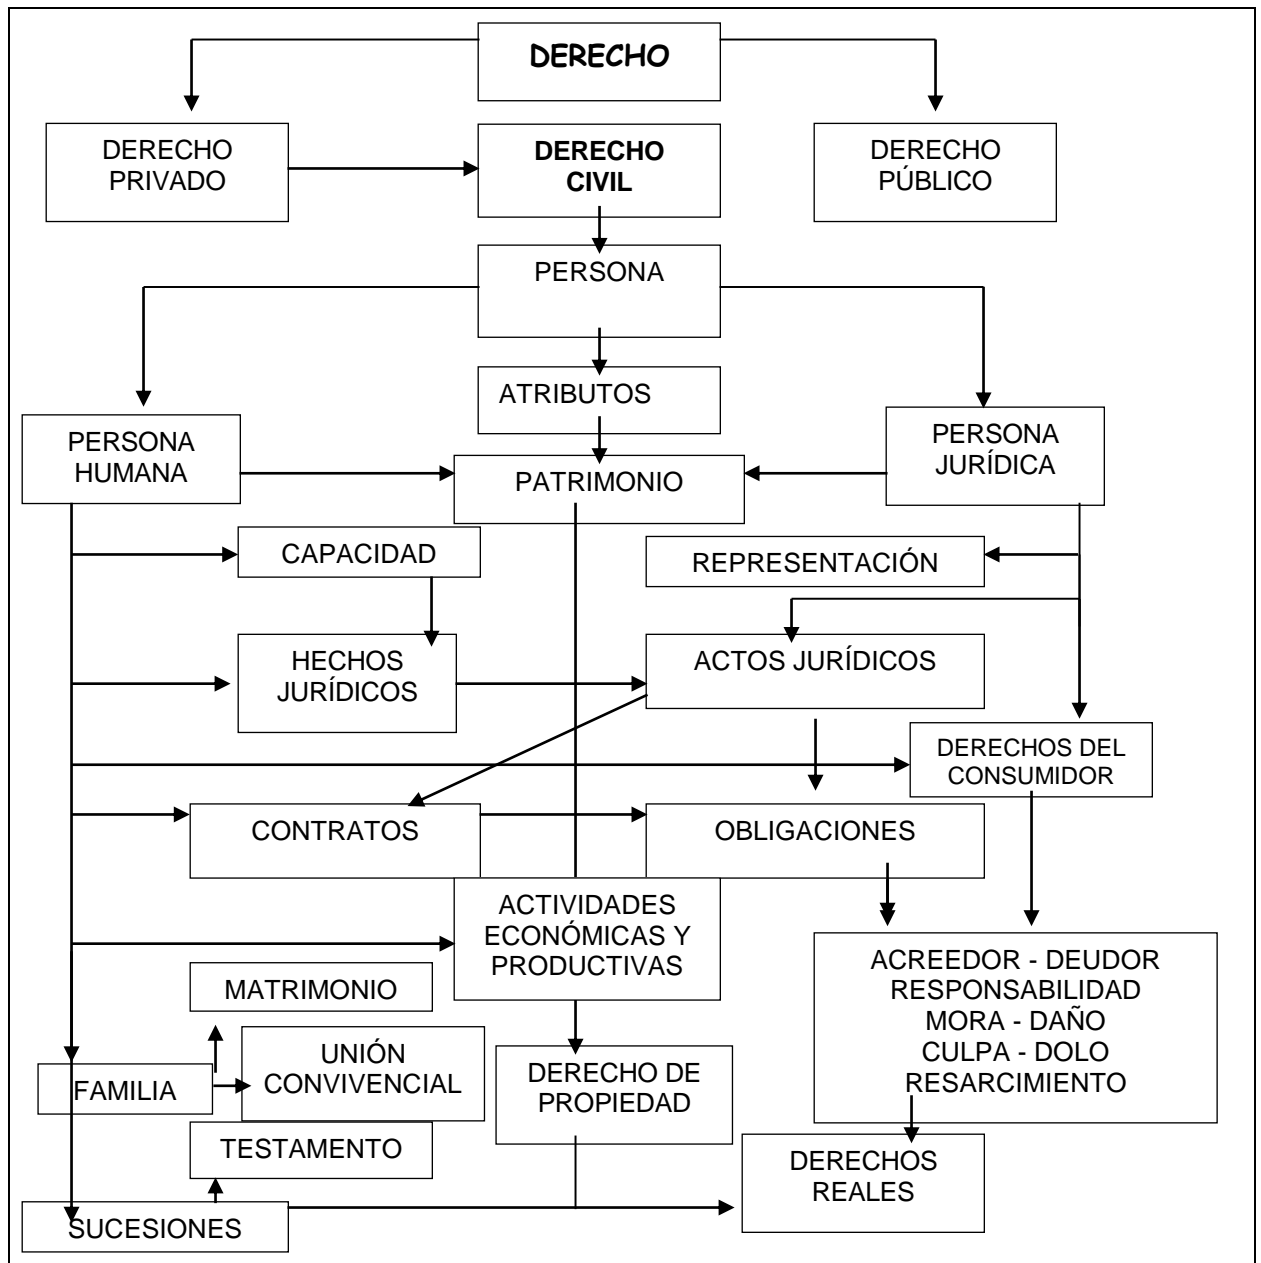 DERECHO
DERECHO
PRIVADO
DERECHO
CIVIL
DERECHO
PÚBLICO
PERSONA
ATRIBUTOS
PERSONA
HUMANA
PERSONA
JURÍDICA
PATRIMONIO
CAPACIDAD
REPRESENTACIÓN
HECHOS
JURÍDICOS
ACTOS JURÍDICOS
DERECHOS DEL
CONSUMIDOR
CONTRATOS
OBLIGACIONES
ACTIVIDADES
ECONÓMICAS Y
PRODUCTIVAS
ACREEDOR - DEUDOR
RESPONSABILIDAD
MORA - DAÑO
CULPA - DOLO
RESARCIMIENTO
MATRIMONIO
UNIÓN
CONVIVENCIAL
FAMILIA
DERECHO DE
PROPIEDAD
TESTAMENTO
DERECHOS
REALES
SUCESIONES